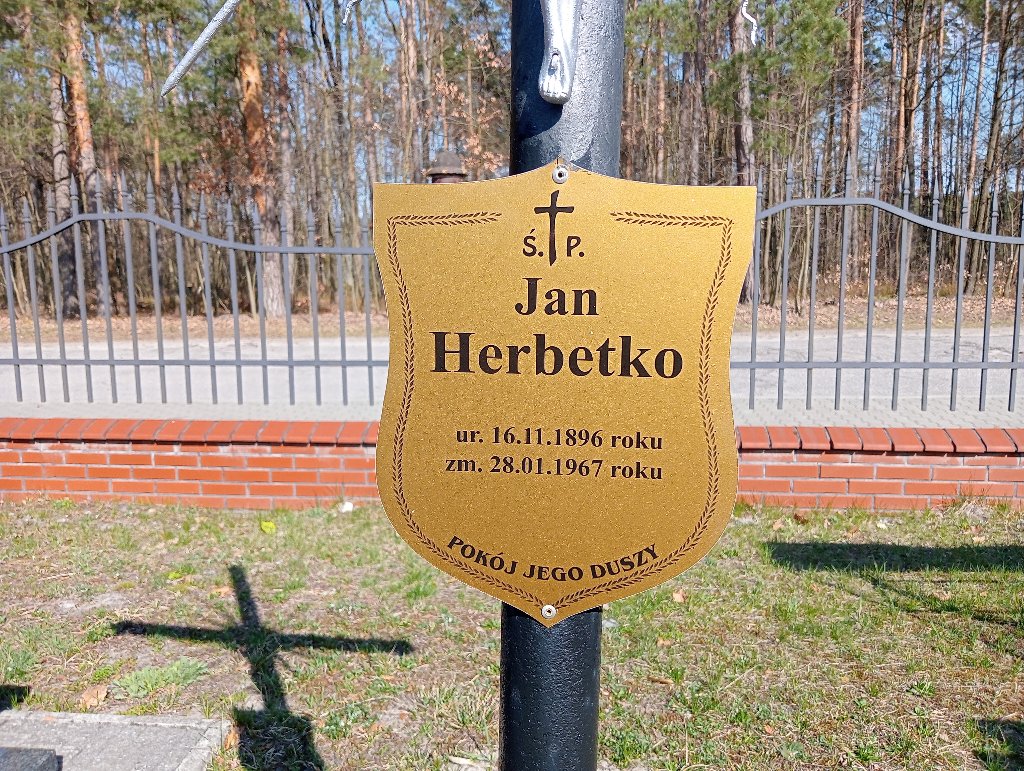 Ś. P.
Jan
Herbetko
ur. 16.11.1896 roku
zm. 28.01.1967 roku
POKÓJ JEGO DUSZY